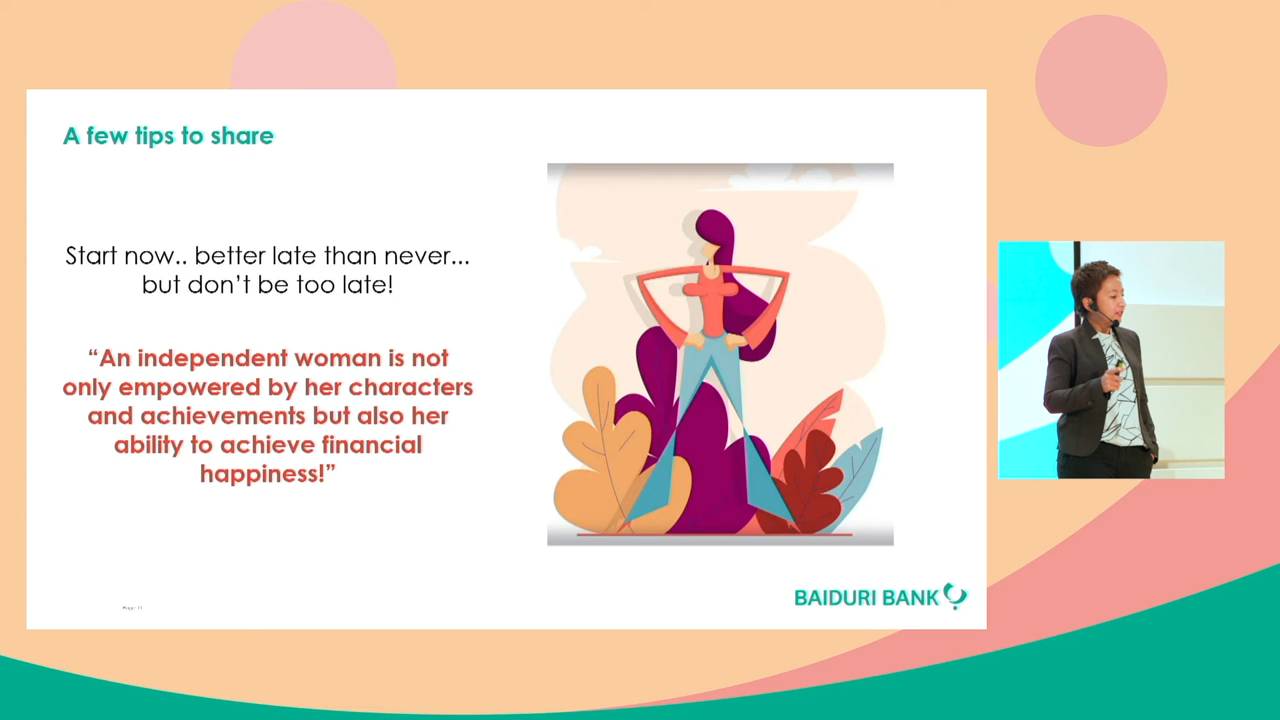 A few tips to share
Start now.. better late than never...
but don't be too late!
“An independent woman is not
only empowered by her characters
and achievements but also her
ability to achieve financial
happiness!”
BAIDURI BANK